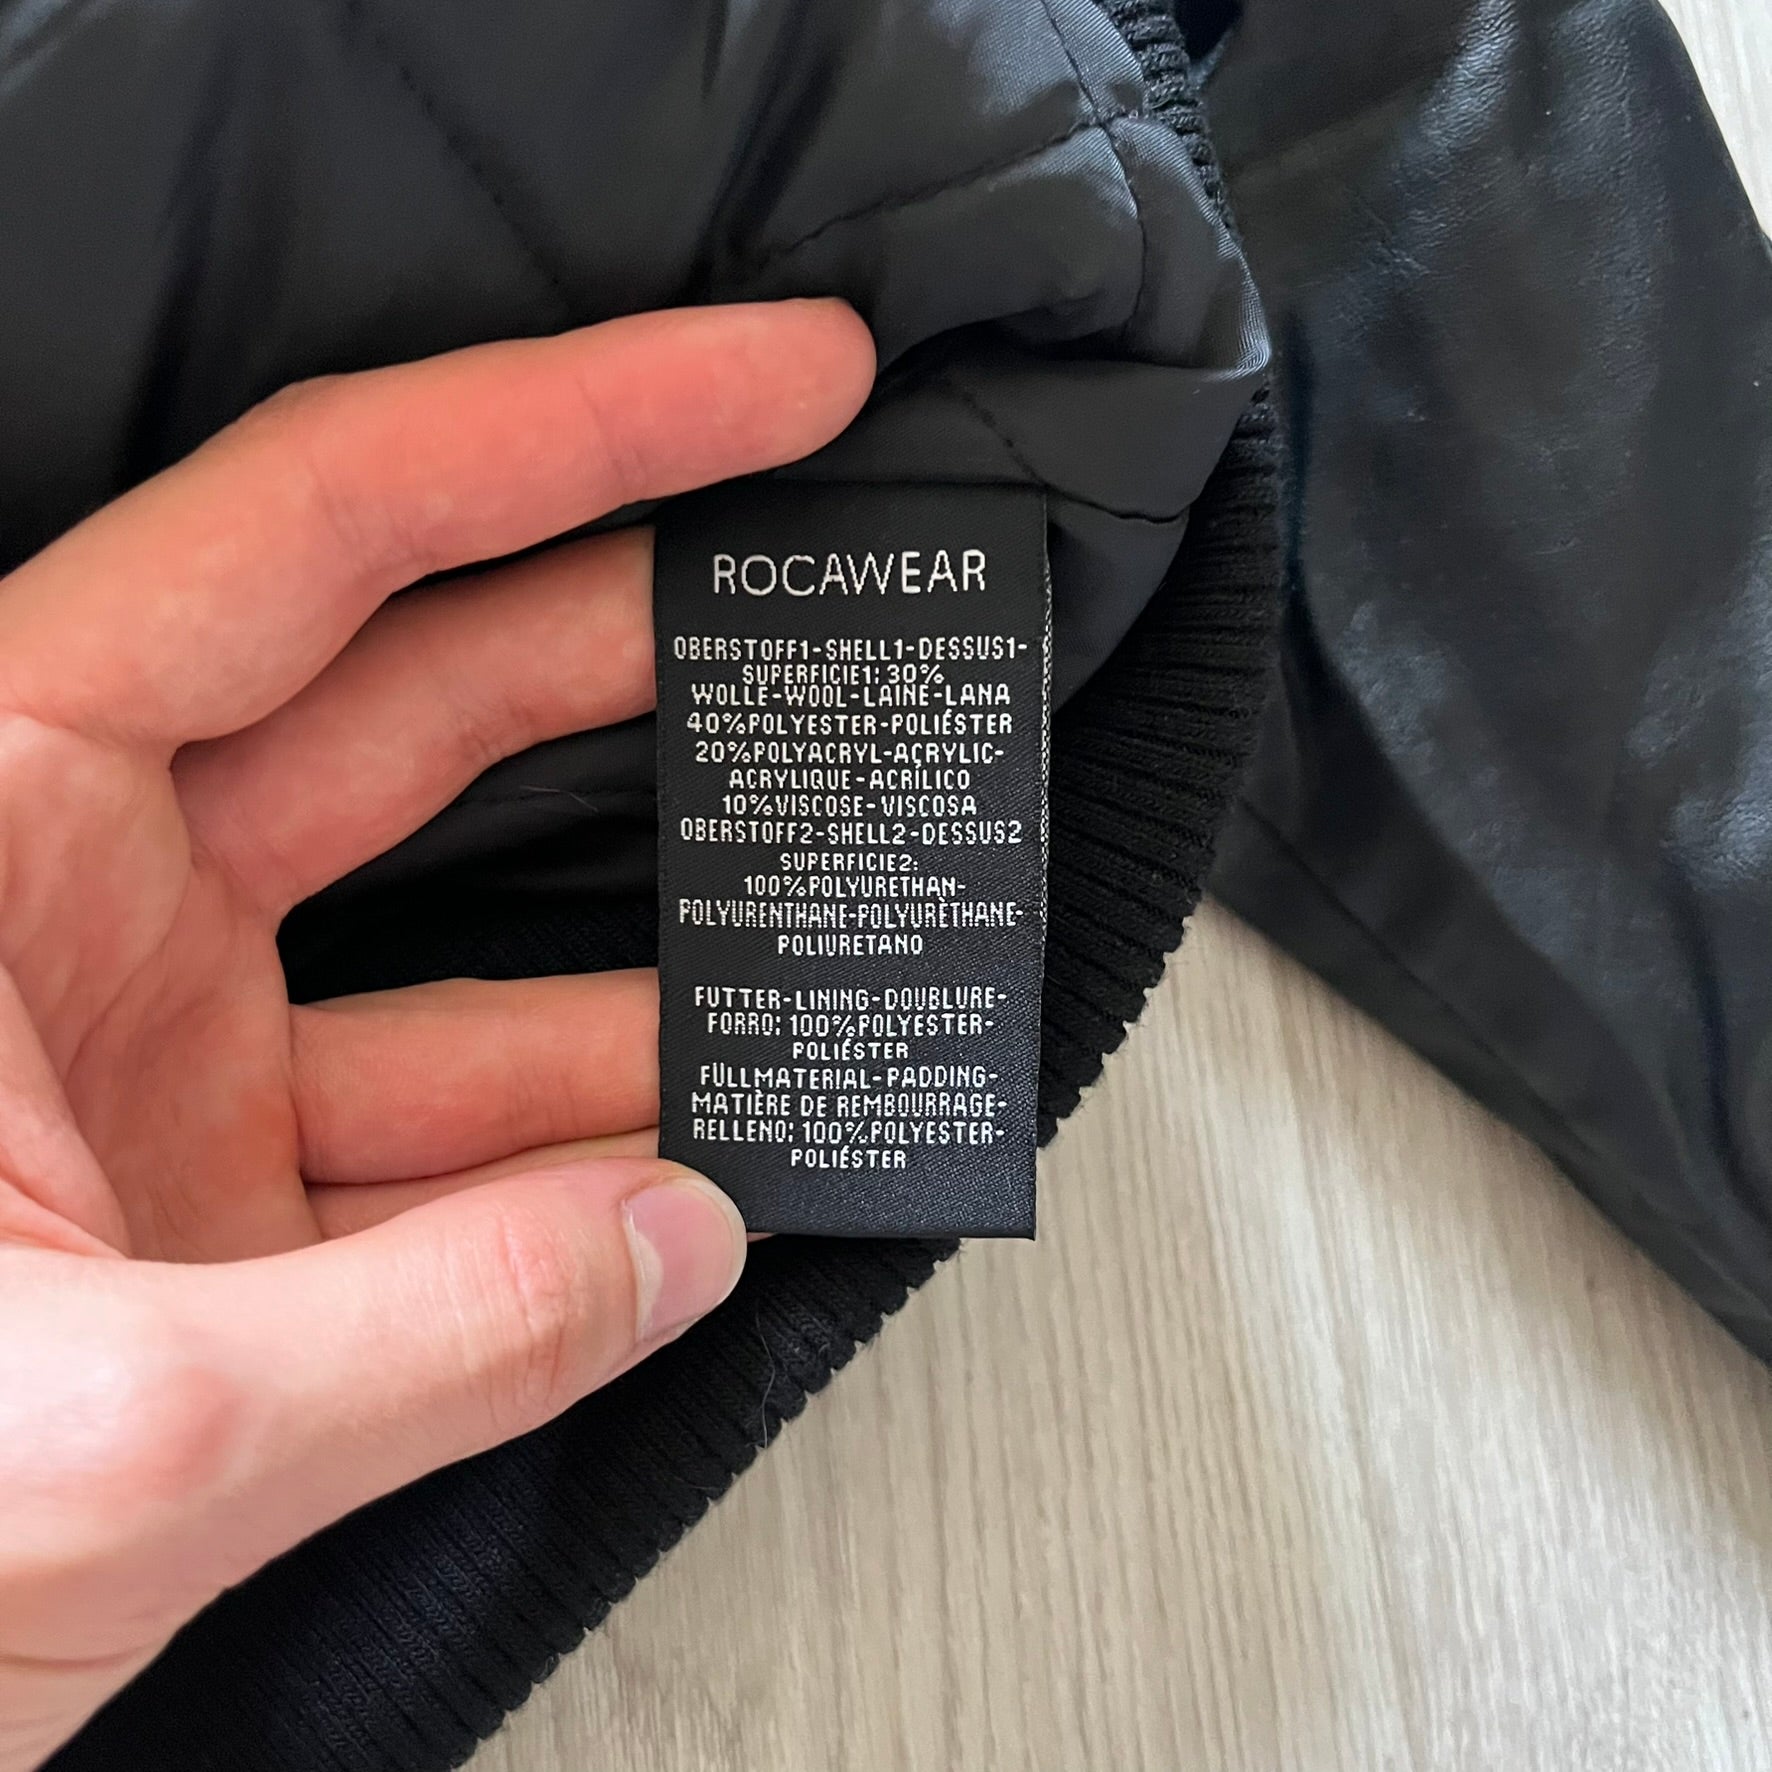 ROCAWEAR
OBERSTOFF1-SHELL1-DESSUS1-
SUPERFICIE1: 30%
WOLLE-WOOL-LAINE-LANA
40%POLYESTER-POLIÉSTER
20%POLYACRYL-ACRYLIC-
ACRYLIQUE-ACRÍLICO
10%VISCOSE-VISCOSA
OBERSTOFF2-SHELL2-DESSUS2
SUPERFICIE2:
100%POLYURETHAN-
POLYURENTHANE-POLYURÈTHANE-
POLIURETANO
FUTTER-LINING-DOUBLURE-
FORRO: 100%POLYESTER-
POLIÉSTER
FÜLLMATERIAL-PADDING-
MATIÈRE DE REMBOURRAGE-
RELLENO: 100%POLYESTER-
POLIÉSTER